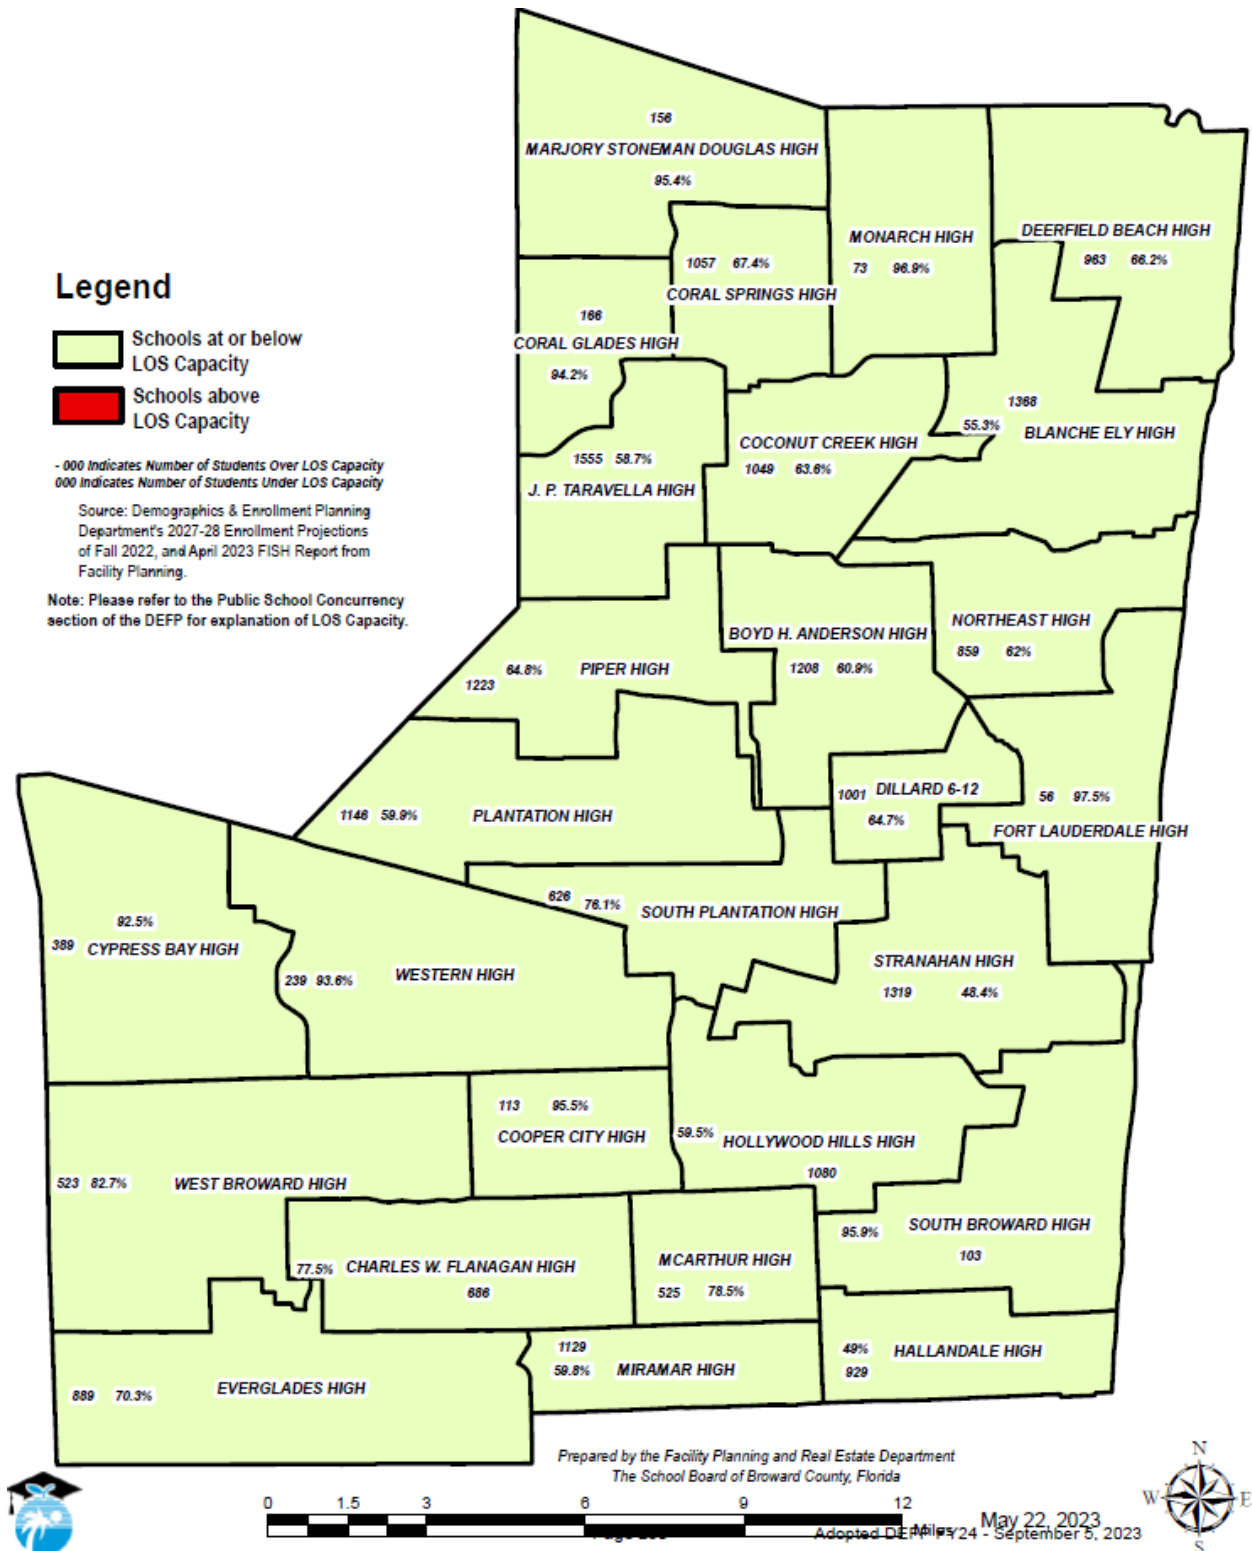 156
MARJORY STONEMAN DOUGLAS HIGH
95.4%
MONARCH HIGH
73 96.9%
DEERFIELD BEACH HIGH
963 66.2%
1057 67.4%
CORAL SPRINGS HIGH
Legend
Schools at or below
LOS Capacity
Schools above
LOS Capacity
- 000 Indicates Number of Students Over LOS Capacity
000 Indicates Number of Students Under LOS Capacity
Source: Demographics & Enrollment Planning
Department's 2027-28 Enrollment Projections
of Fall 2022, and April 2023 FISH Report from
Facility Planning.
Note: Please refer to the Public School Concurrency
section of the DEFP for explanation of LOS Capacity.
166
CORAL GLADES HIGH
94.2%
1368
55.3%
BLANCHE ELY HIGH
COCONUT CREEK HIGH
1049 63.6%
1555 58.7%
J. P. TARAVELLA HIGH
NORTHEAST HIGH
859 62%
BOYD H. ANDERSON HIGH
1208 60.9%
64.8% PIPER HIGH
1223
1001 DILLARD 6-12
64.7%
56 97.5%
FORT LAUDERDALE HIGH
1146 59.9% PLANTATION HIGH
626 76.1% SOUTH PLANTATION HIGH
92.5%
389 CYPRESS BAY HIGH
239 93.6% WESTERN HIGH
STRANAHAN HIGH
1319 48.4%
113 95.5%
COOPER CITY HIGH
59.5% HOLLYWOOD HILLS HIGH
1080
523 82.7% WEST BROWARD HIGH
95.9% SOUTH BROWARD HIGH
103
77.5% CHARLES W. FLANAGAN HIGH
686
MCARTHUR HIGH
525 78.5%
1129
59.8% MIRAMAR HIGH
49% HALLANDALE HIGH
929
889 70.3% EVERGLADES HIGH
Prepared by the Facility Planning and Real Estate Department
The School Board of Broward County, Florida
0 1.5 3 6 9 12
Miles
May 22, 2023
Adopted DEFP FY24 - September 5, 2023
N
W E
S